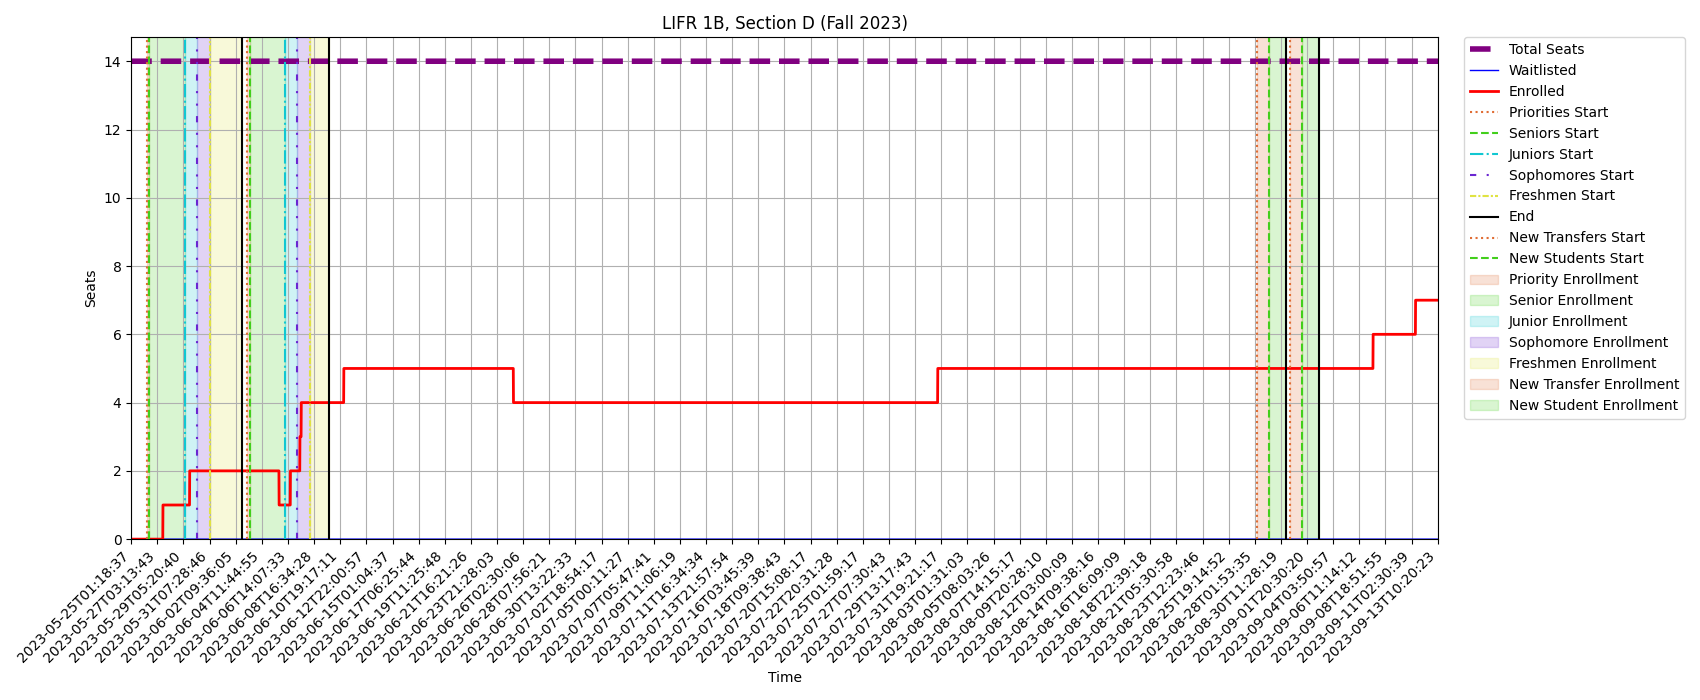 LIFR 1B, Section D (Fall 2023)
Seats
14
12
10
8
6
4
2
0
2023-05-25T01:18:37
2023-05-27T03:13:43
2023-05-29T05:20:40
2023-05-31T07:28:46
2023-06-02T09:36:05
2023-06-04T11:44:55
2023-06-06T14:07:33
2023-06-08T16:34:28
2023-06-10T19:17:11
2023-06-12T22:00:57
2023-06-15T01:04:37
2023-06-17T06:25:44
2023-06-19T11:25:48
2023-06-21T16:21:26
2023-06-23T21:28:03
2023-06-26T02:30:06
2023-06-28T07:56:21
2023-06-30T13:22:33
2023-07-02T18:54:17
2023-07-05T00:11:27
2023-07-07T05:47:41
2023-07-09T11:06:19
2023-07-11T16:34:34
2023-07-13T21:57:54
2023-07-16T03:45:39
2023-07-18T09:38:43
2023-07-20T15:08:17
2023-07-22T20:31:28
2023-07-25T01:59:17
2023-07-27T07:30:43
2023-07-29T13:17:43
2023-07-31T19:21:17
2023-08-03T01:31:03
2023-08-05T08:03:26
2023-08-07T14:15:17
2023-08-09T20:28:10
2023-08-12T03:00:09
2023-08-14T09:38:16
2023-08-16T16:09:09
2023-08-18T22:39:18
2023-08-21T05:30:58
2023-08-23T12:23:46
2023-08-25T19:14:52
2023-08-28T01:53:35
2023-08-30T11:28:19
2023-09-01T20:30:20
2023-09-04T03:50:57
2023-09-06T11:14:12
2023-09-08T18:51:55
2023-09-11T02:30:39
2023-09-13T10:20:23
Time
Total Seats
Waitlisted
Enrolled
Priorities Start
Seniors Start
Juniors Start
Sophomores Start
Freshmen Start
End
New Transfers Start
New Students Start
Priority Enrollment
Senior Enrollment
Junior Enrollment
Sophomore Enrollment
Freshmen Enrollment
New Transfer Enrollment
New Student Enrollment